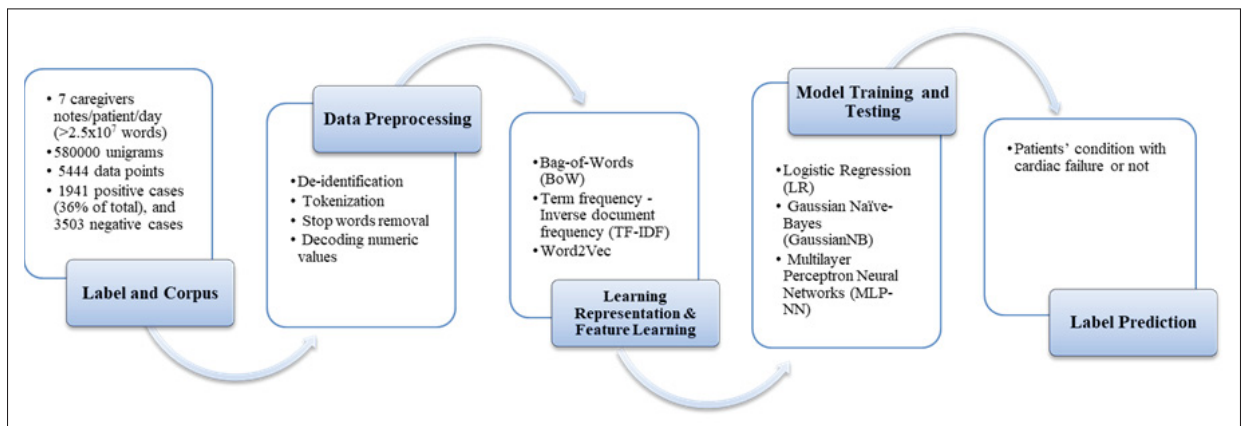 • 7 caregivers
notes/patient/day
(>2.5x10⁷ words)
• 580000 unigrams
• 5444 data points
• 1941 positive cases
(36% of total), and
3503 negative cases
Label and Corpus
Data Preprocessing
• De-identification
• Tokenization
• Stop words removal
• Decoding numeric
values
• Bag-of-Words
(BoW)
• Term frequency -
Inverse document
frequency (TF-IDF)
• Word2Vec
Learning
Representation &
Feature Learning
Model Training and
Testing
• Logistic Regression
(LR)
• Gaussian Naïve-
Bayes
(GaussianNB)
• Multilayer
Perceptron Neural
Networks (MLP-
NN)
• Patients’ condition with
cardiac failure or not
Label Prediction